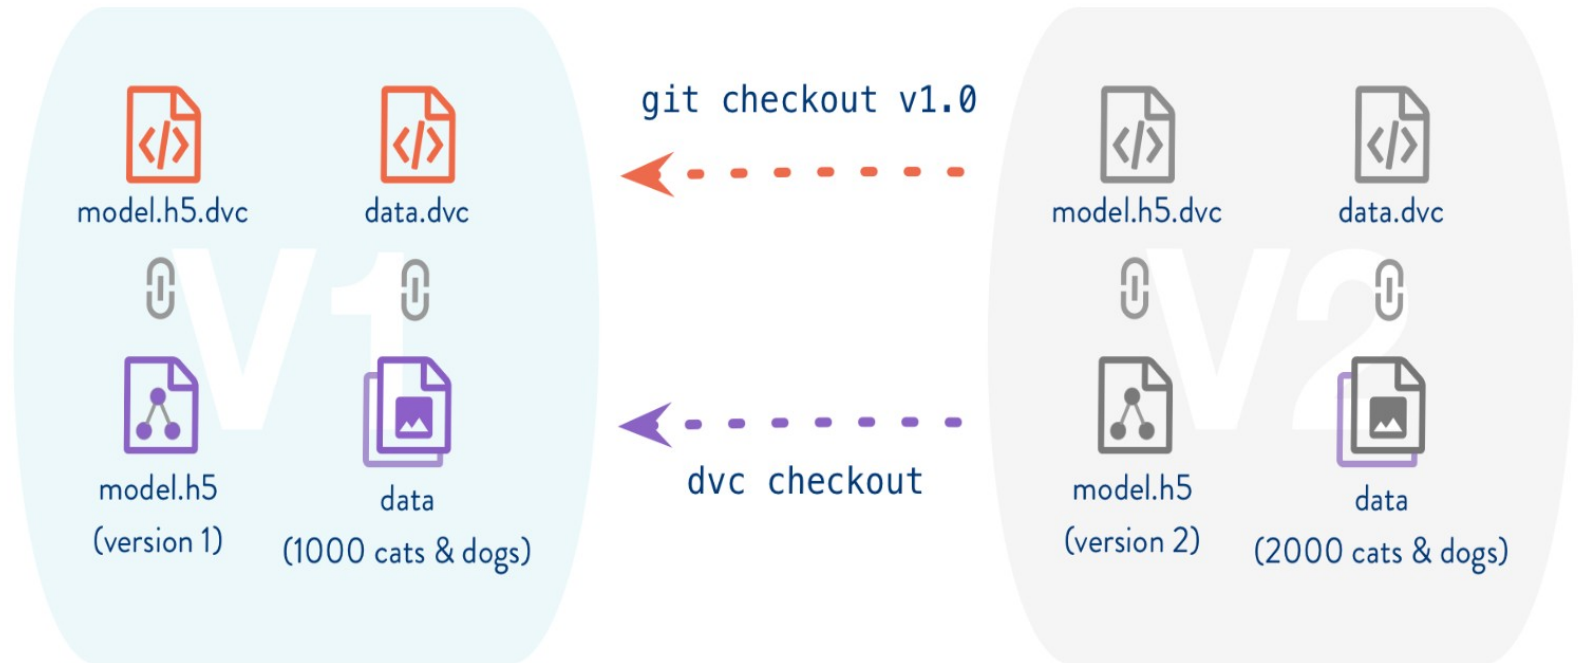 git checkout v1.0
model.h5.dvc
data.dvc
V1
model.h5
(version 1)
data
(1000 cats & dogs)
dvc checkout
model.h5.dvc
data.dvc
V2
model.h5
(version 2)
data
(2000 cats & dogs)